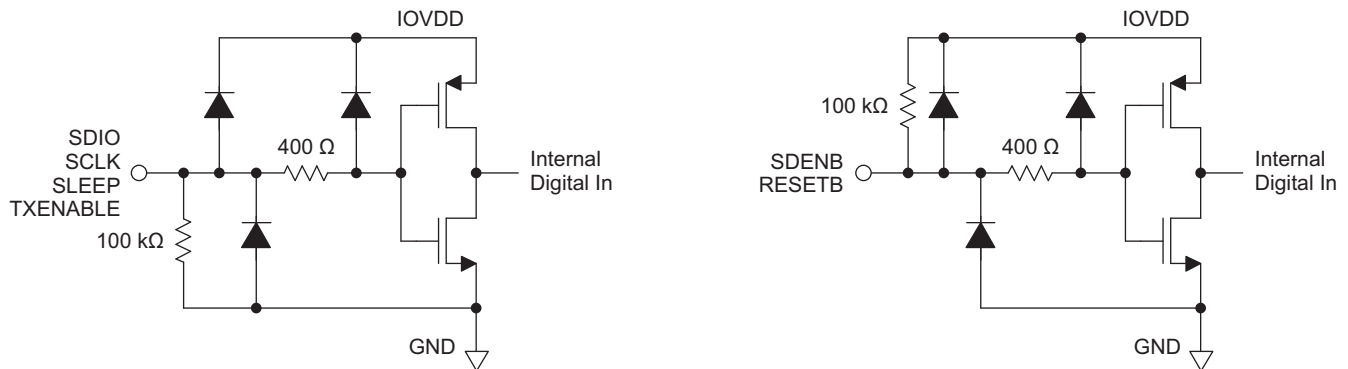 IOVDD
400 Ω
SDIO
SCLK
SLEEP
TXENABLE
100 kΩ
Internal
Digital In
GND
IOVDD
100 kΩ
400 Ω
SDENB
RESETB
Internal
Digital In
GND